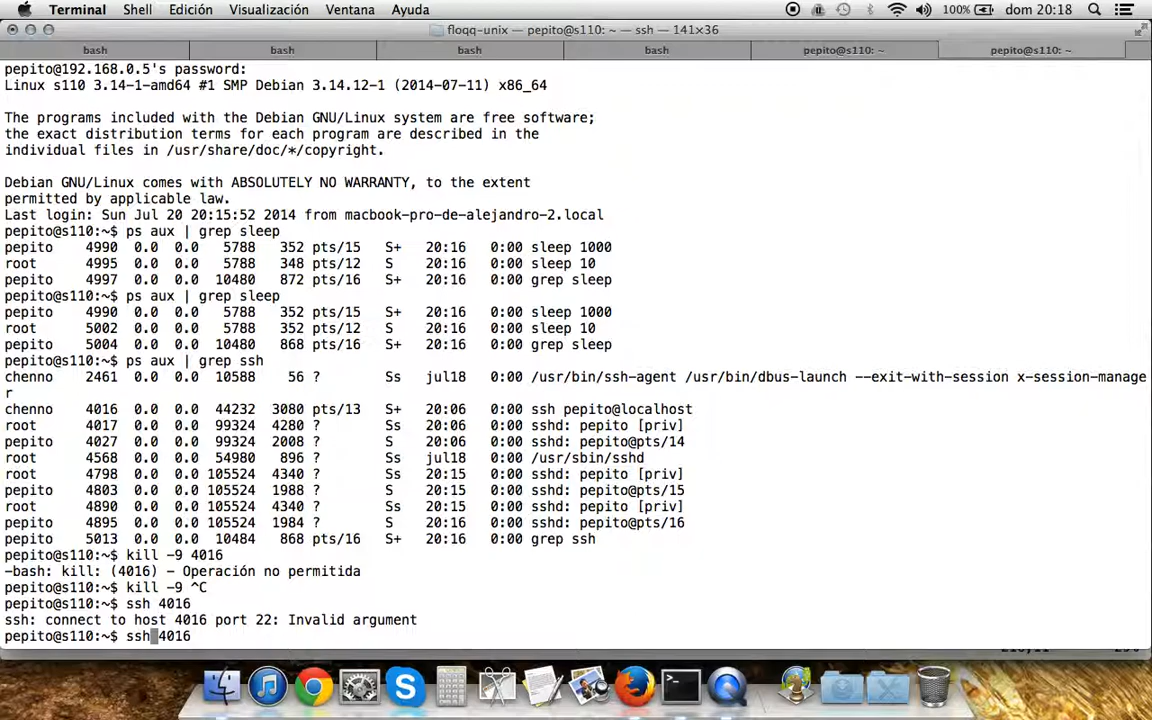 Terminal Shell Edición Visualización Ventana Ayuda 100% dom 20:18
floqq-unix — pepito@s110: ~ — ssh — 141×36
bash bash bash bash pepito@s110: ~ pepito@s110: ~
pepito@192.168.0.5's password:
Linux s110 3.14-1-amd64 #1 SMP Debian 3.14.12-1 (2014-07-11) x86_64
The programs included with the Debian GNU/Linux system are free software;
the exact distribution terms for each program are described in the
individual files in /usr/share/doc/*/copyright.
Debian GNU/Linux comes with ABSOLUTELY NO WARRANTY, to the extent
permitted by applicable law.
Last login: Sun Jul 20 20:15:52 2014 from macbook-pro-de-alejandro-2.local
pepito@s110:~$ ps aux | grep sleep
pepito 4990 0.0 0.0 5788 352 pts/15 S+ 20:16 0:00 sleep 1000
root 4995 0.0 0.0 5788 348 pts/12 S 20:16 0:00 sleep 10
pepito 4997 0.0 0.0 10480 872 pts/16 S+ 20:16 0:00 grep sleep
pepito@s110:~$ ps aux | grep sleep
pepito 4990 0.0 0.0 5788 352 pts/15 S+ 20:16 0:00 sleep 1000
root 5002 0.0 0.0 5788 352 pts/12 S 20:16 0:00 sleep 10
pepito 5004 0.0 0.0 10480 868 pts/16 S+ 20:16 0:00 grep sleep
pepito@s110:~$ ps aux | grep ssh
chenno 2461 0.0 0.0 10588 56 ? Ss jul18 0:00 /usr/bin/ssh-agent /usr/bin/dbus-launch --exit-with-session x-session-manage
r
chenno 4016 0.0 0.0 44232 3080 pts/13 S+ 20:06 0:00 ssh pepito@localhost
root 4017 0.0 0.0 99324 4280 ? Ss 20:06 0:00 sshd: pepito [priv]
pepito 4027 0.0 0.0 99324 2008 ? S 20:06 0:00 sshd: pepito@pts/14
root 4568 0.0 0.0 54980 896 ? Ss jul18 0:00 /usr/sbin/sshd
root 4798 0.0 0.0 105524 4340 ? Ss 20:15 0:00 sshd: pepito [priv]
pepito 4803 0.0 0.0 105524 1988 ? S 20:15 0:00 sshd: pepito@pts/15
root 4890 0.0 0.0 105524 4340 ? Ss 20:15 0:00 sshd: pepito [priv]
pepito 4895 0.0 0.0 105524 1984 ? S 20:16 0:00 sshd: pepito@pts/16
pepito 5013 0.0 0.0 10484 868 pts/16 S+ 20:16 0:00 grep ssh
pepito@s110:~$ kill -9 4016
-bash: kill: (4016) - Operación no permitida
pepito@s110:~$ kill -9 ^C
pepito@s110:~$ ssh 4016
ssh: connect to host 4016 port 22: Invalid argument
pepito@s110:~$ ssh 4016